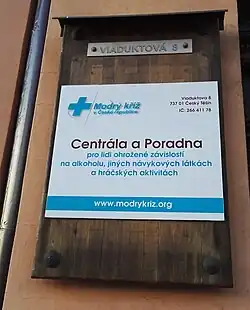 VIADUKTOVÁ 8
Modrý kříž
v České republice
Viaduktova 8
737 01 Český Těšín
IČ: 266 411 78
Centrála a Poradna
pro lidi ohrožené závislostí
na alkoholu, jiných návykových látkách
a hráčských aktivitách
www.modrykriz.org